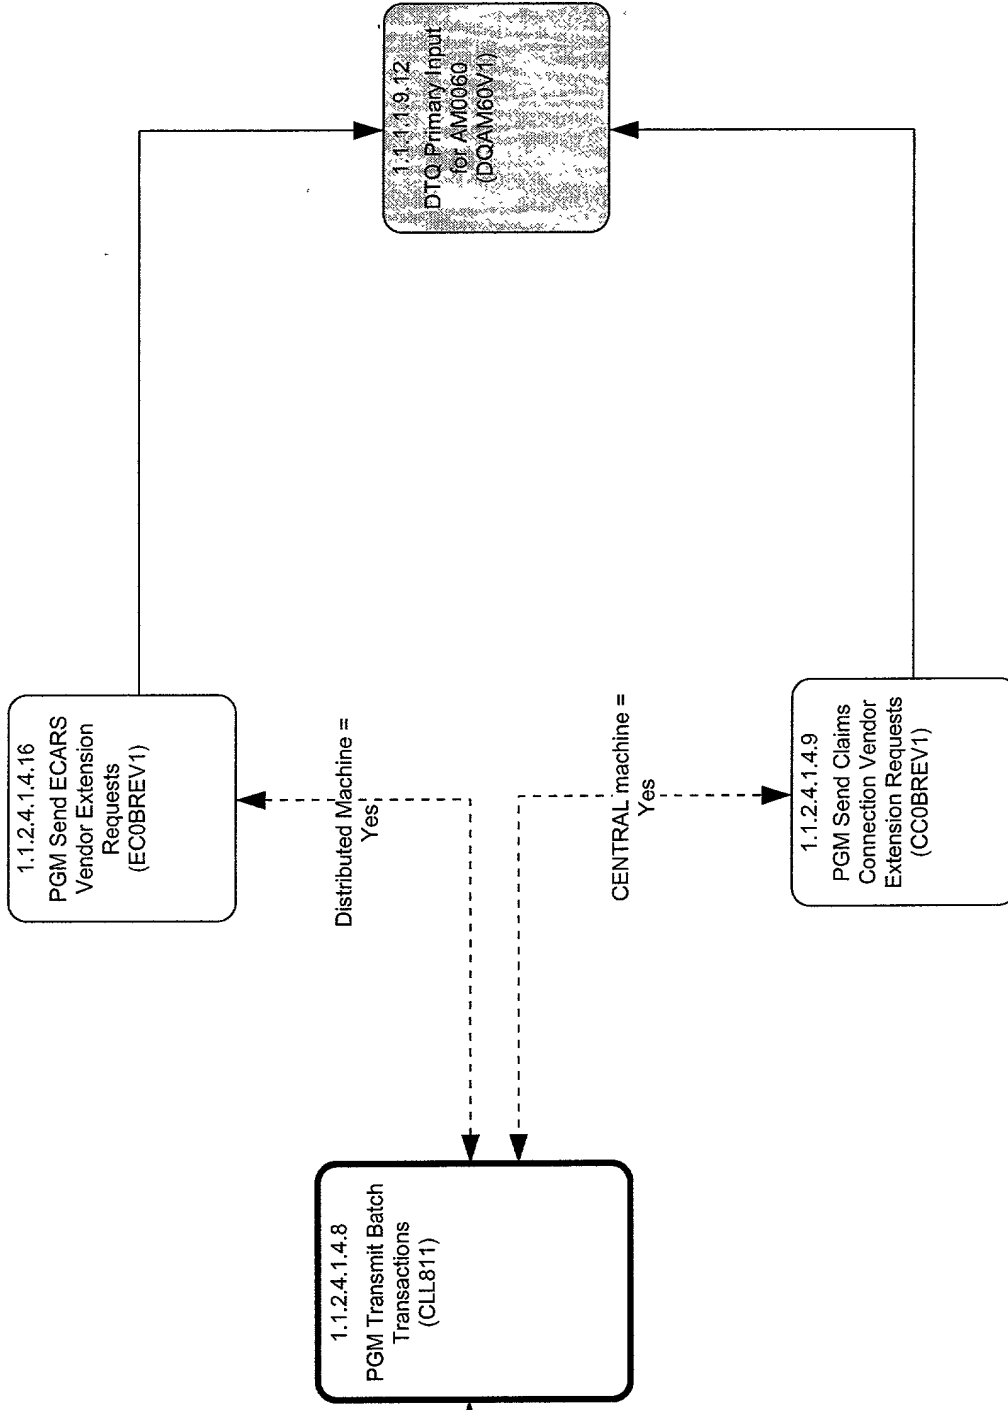 1.1.2.4.1.4.8
PGM Transmit Batch
Transactions
(CLL811)
Distributed Machine =
Yes
CENTRAL machine =
Yes
1.1.2.4.1.4.16
PGM Send ECARS
Vendor Extension
Requests
(EC0BREV1)
1.1.2.4.1.4.9
PGM Send Claims
Connection Vendor
Extension Requests
(CC0BREV1)
1.1.1.1.9.12
DTQ Primary Input
for AM0060
(DQAM60V1)